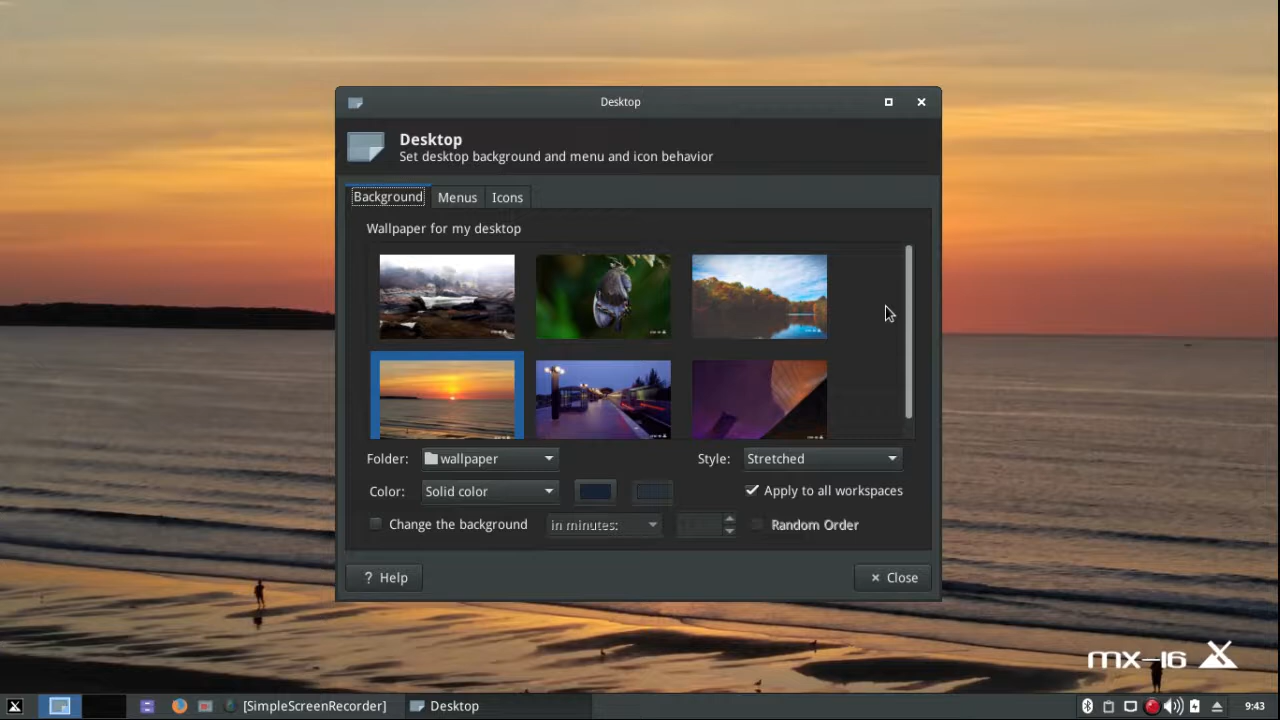 Desktop
Desktop
Set desktop background and menu and icon behavior
Background Menus Icons
Wallpaper for my desktop
Folder: wallpaper Style: Stretched
Color: Solid color Apply to all workspaces
Change the background in minutes: Random Order
? Help × Close
mx-16
[SimpleScreenRecorder] Desktop 9:43